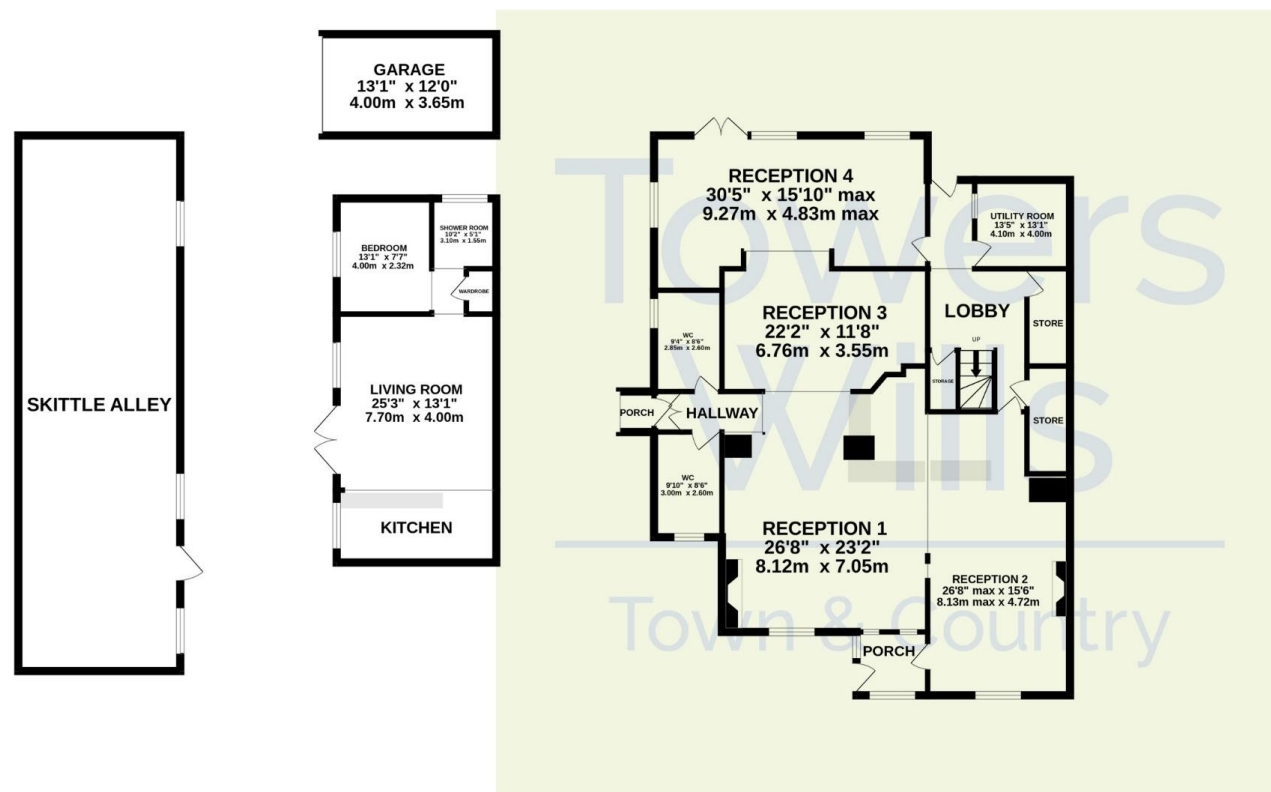 GARAGE
13'1" x 12'0"
4.00m x 3.65m
SKITTLE ALLEY
BEDROOM
13'1" x 7'7"
4.00m x 2.32m
SHOWER ROOM
10'2" x 5'1"
3.10m x 1.55m
WARDROBE
LIVING ROOM
25'3" x 13'1"
7.70m x 4.00m
KITCHEN
Towers
Wills
Town & Country
RECEPTION 4
30'5" x 15'10" max
9.27m x 4.83m max
UTILITY ROOM
13'5" x 13'1"
4.10m x 4.00m
RECEPTION 3
22'2" x 11'8"
6.76m x 3.55m
LOBBY
UP
STORE
STORAGE
STORE
WC
9'4" x 8'6"
2.85m x 2.60m
PORCH
HALLWAY
WC
9'10" x 8'6"
3.00m x 2.60m
RECEPTION 1
26'8" x 23'2"
8.12m x 7.05m
RECEPTION 2
26'8" max x 15'6"
8.13m max x 4.72m
PORCH